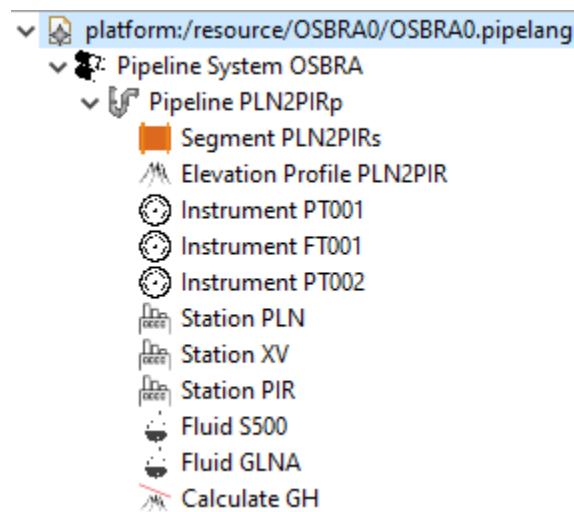 platform:/resource/OSBRA0/OSBRA0.pipelang
Pipeline System OSBRA
Pipeline PLN2PIRp
Segment PLN2PIRs
Elevation Profile PLN2PIR
Instrument PT001
Instrument FT001
Instrument PT002
Station PLN
Station XV
Station PIR
Fluid S500
Fluid GLNA
Calculate GH